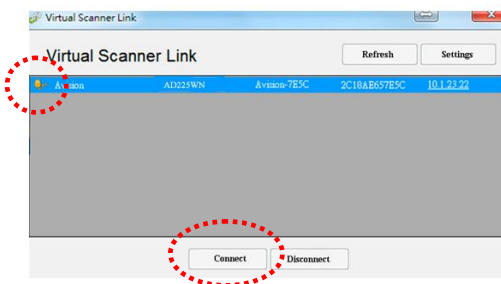 Virtual Scanner Link
Virtual Scanner Link Refresh Settings
Avision AD225WN Avision-7E5C 2C18AE657E5C 10.1.23.22
Connect Disconnect